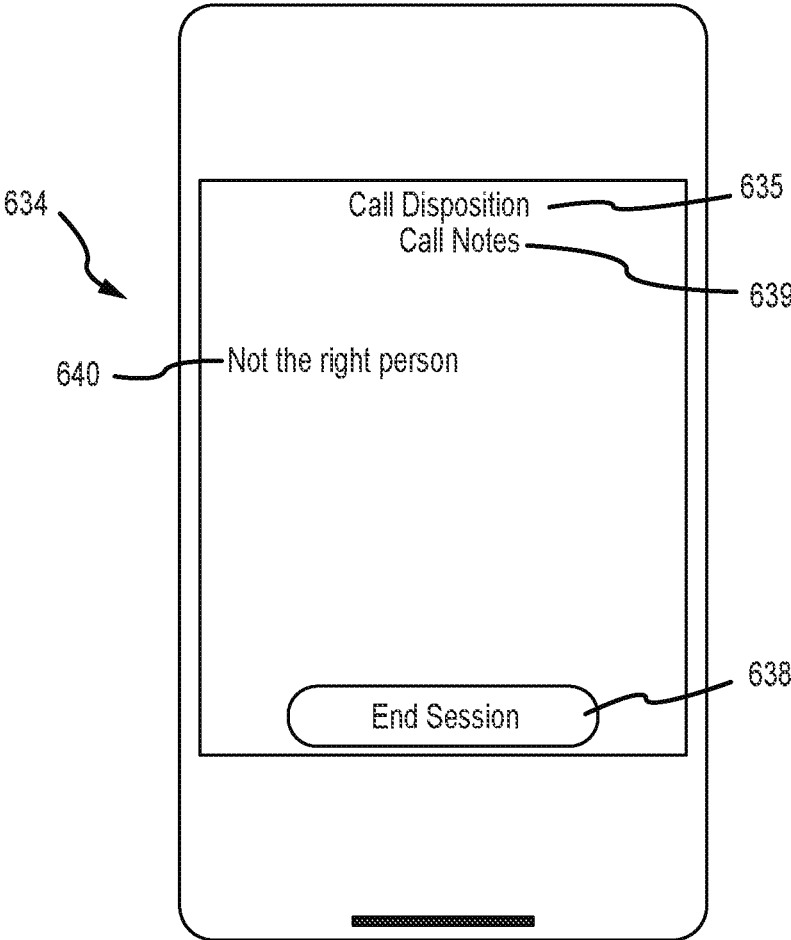 634
Call Disposition
635
Call Notes
639
640
Not the right person
End Session
638